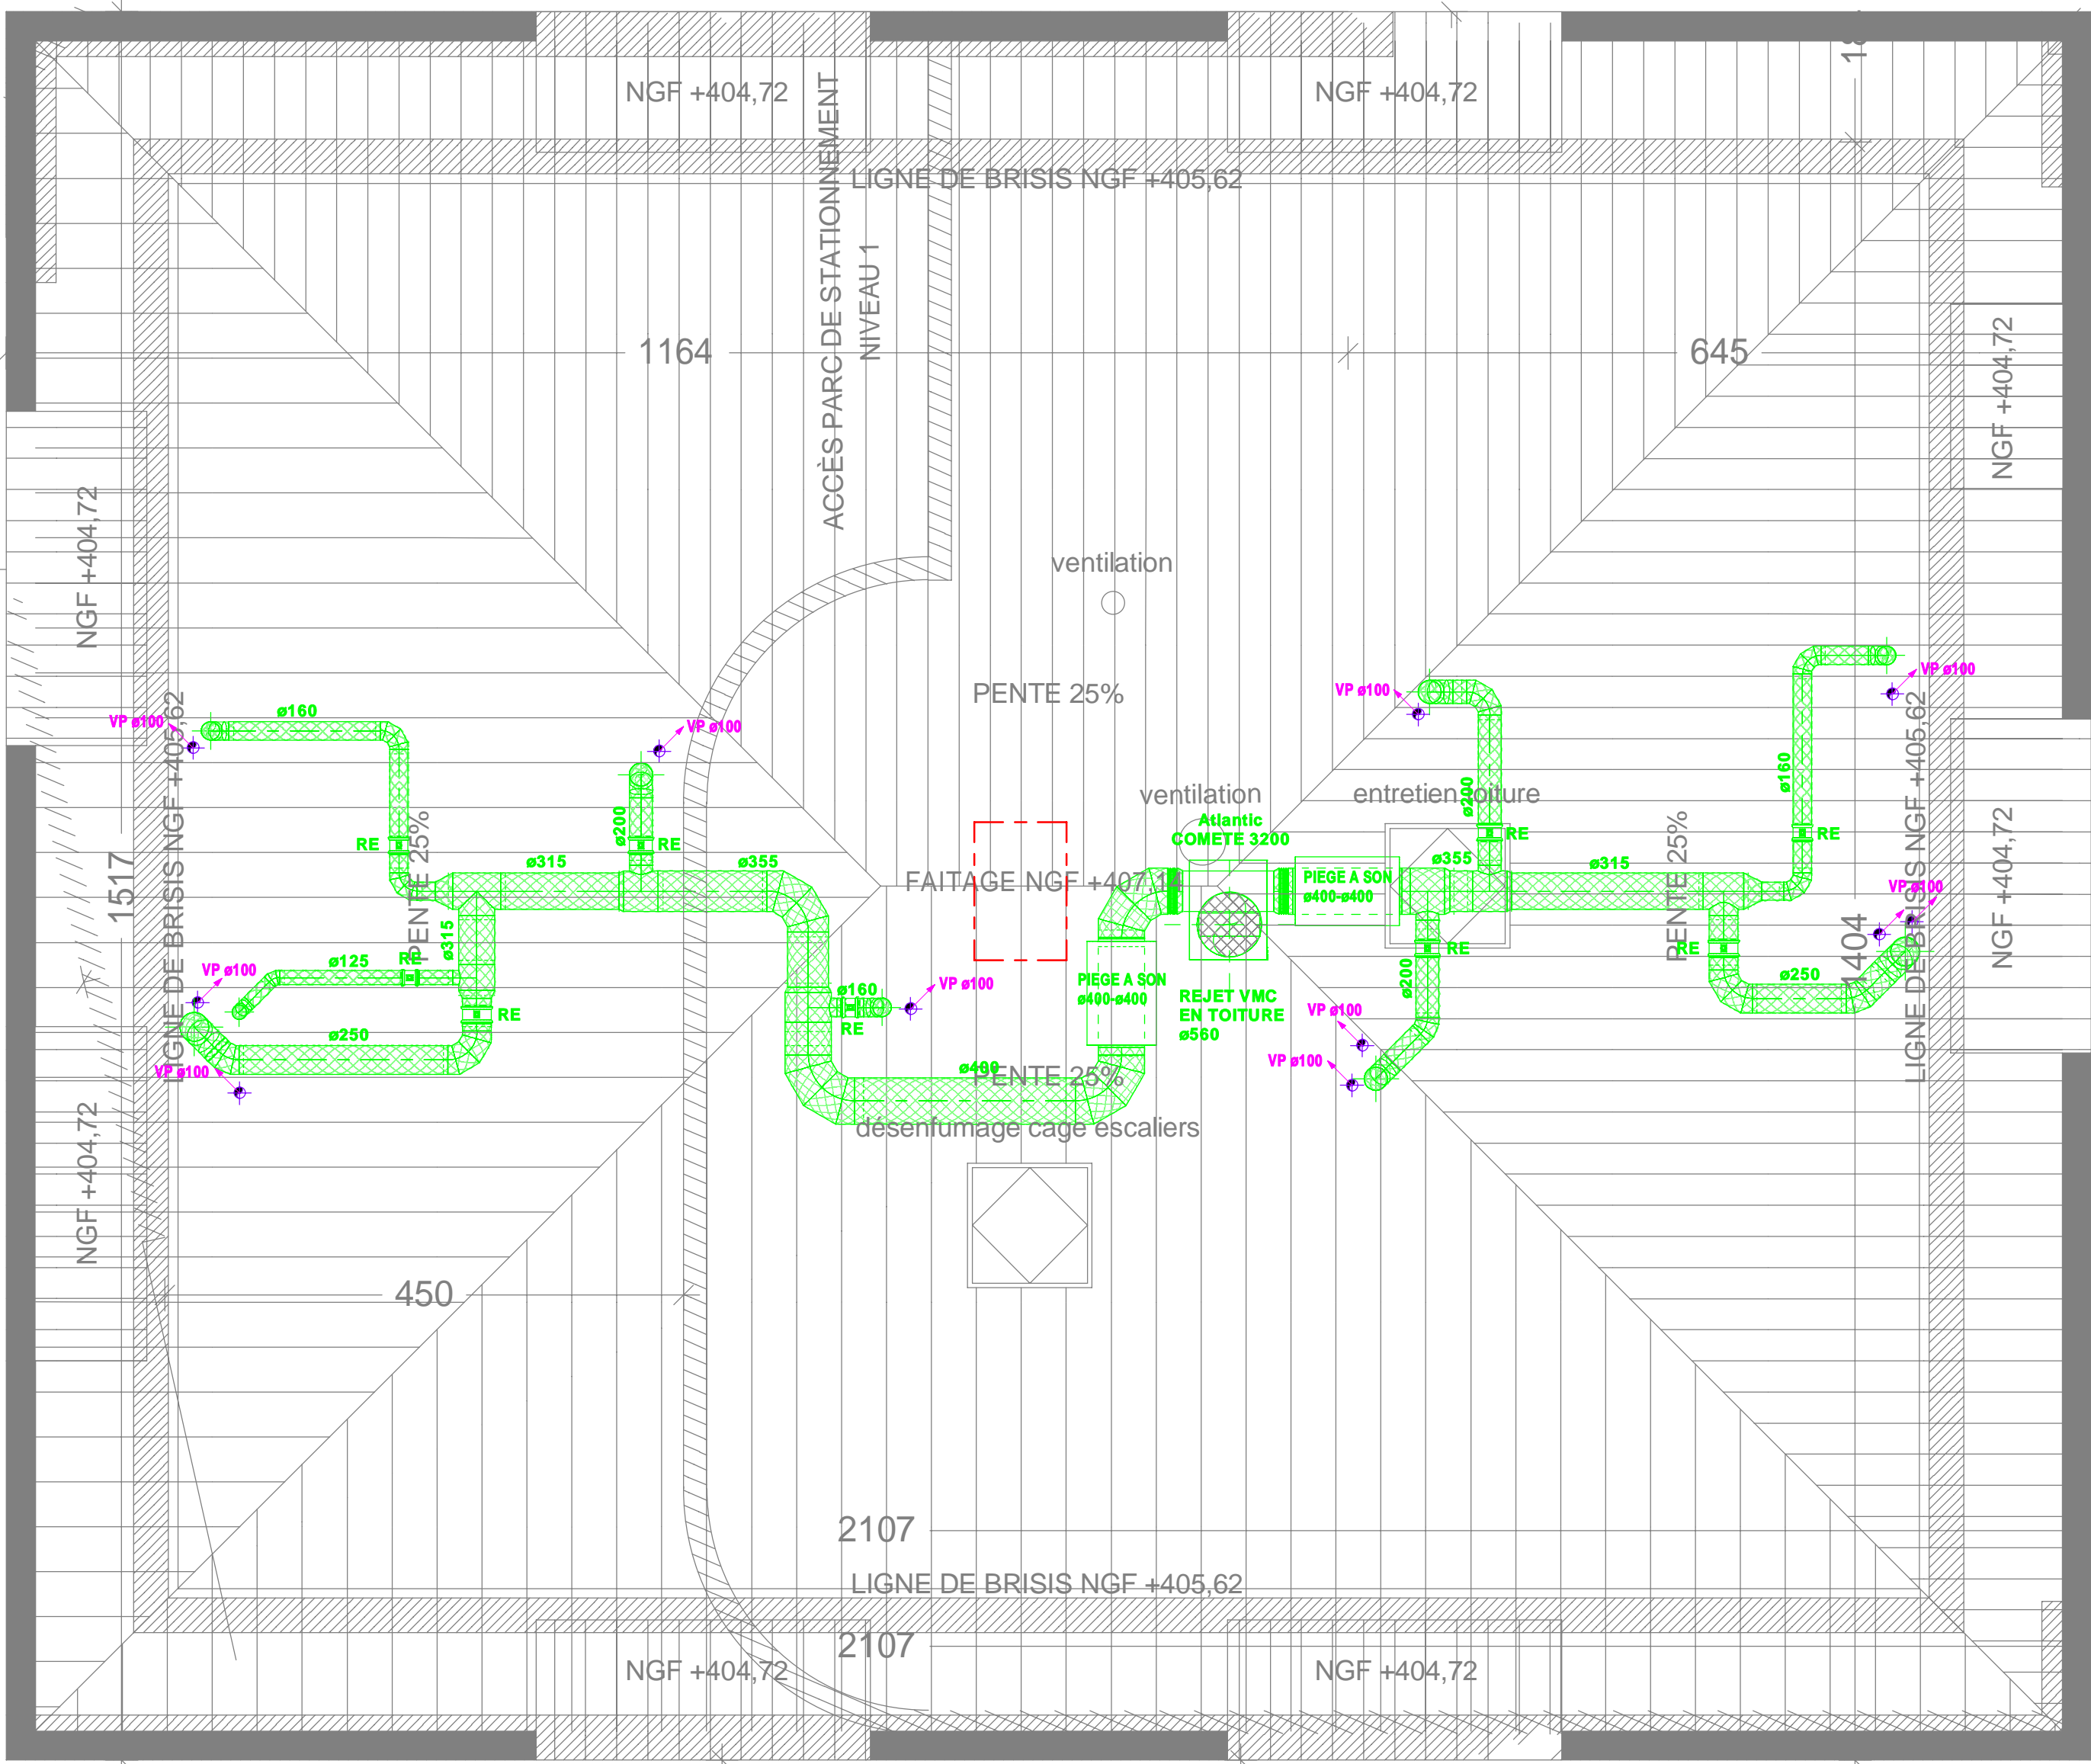 18
NGF +404,72
NGF +404,72
LIGNE DE BRISIS NGF +405,62
ACCÈS PARC DE STATIONNEMENT
NIVEAU 1
1164
645
NGF +404,72
NGF +404,72
ventilation
PENTE 25%
VP ø100
ø160
VP ø100
VP ø100
VP ø100
LIGNE DE BRISIS NGF +405,62
LIGNE DE BRISIS NGF +405,62
ø200
RE
RE
PENTE 25%
ø315
ø355
ventilation
Atlantic
COMETE 3200
entretien toiture
ø200
RE
ø160
RE
PENTE 25%
1517
FAITAGE NGF +407,14
PIEGE A SON
ø400-ø400
ø355
ø315
VP ø100
ø315
RE
ø125
VP ø100
RE
ø250
VP ø100
ø160
RE
VP ø100
PIEGE A SON
ø400-ø400
REJET VMC
EN TOITURE
ø560
RE
ø200
VP ø100
VP ø100
RE
ø250
1404
NGF +404,72
ø400
PENTE 25%
désenfumage cage escaliers
NGF +404,72
450
2107
LIGNE DE BRISIS NGF +405,62
2107
NGF +404,72
NGF +404,72